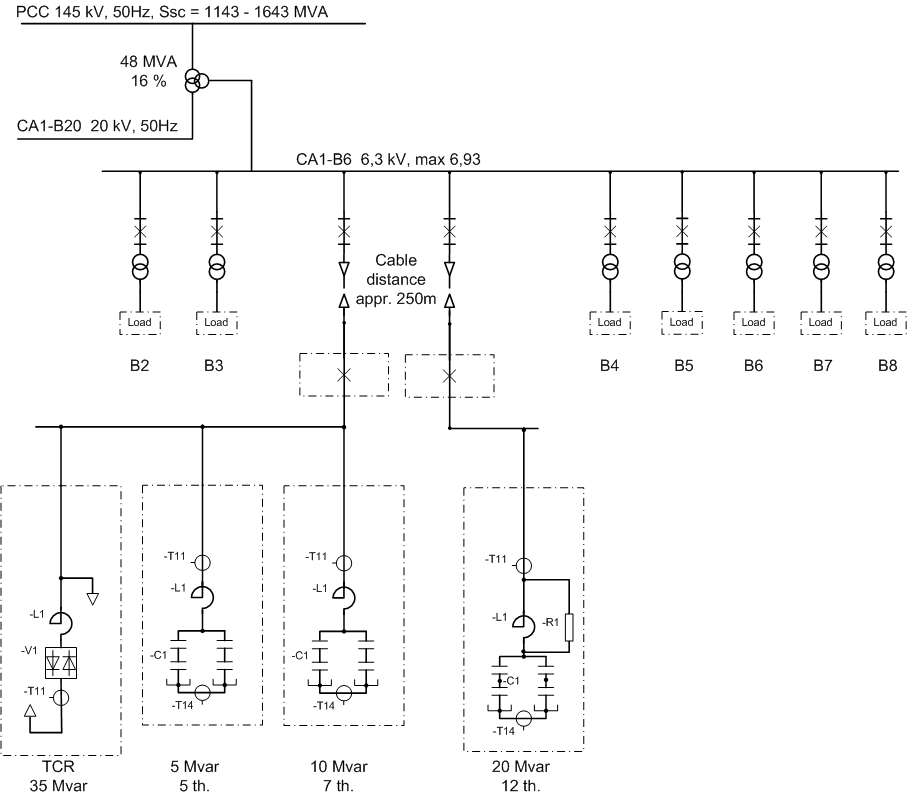 PCC 145 kV, 50Hz, Ssc = 1143 - 1643 MVA
48 MVA
16 %
CA1-B20 20 kV, 50Hz
CA1-B6 6,3 kV, max 6,93
Cable
distance
appr. 250m
Load Load Load Load Load Load Load
B2 B3 B4 B5 B6 B7 B8
-T11 -T11 -T11
-L1 -L1 -L1 -L1 -R1
-V1 -C1 -C1 -C1
-T11 -T14 -T14 -T14
TCR 5 Mvar 10 Mvar 20 Mvar
35 Mvar 5 th. 7 th. 12 th.